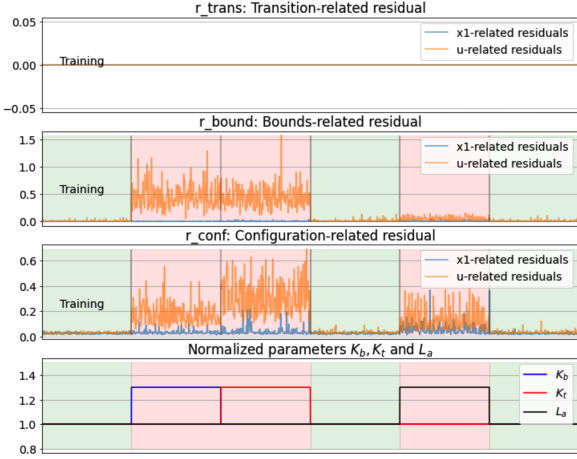 r_trans: Transition-related residual
0.05
0.00
−0.05
Training
x1-related residuals
u-related residuals
r_bound: Bounds-related residual
1.5
1.0
0.5
0.0
Training
x1-related residuals
u-related residuals
r_conf: Configuration-related residual
0.6
0.4
0.2
0.0
Training
x1-related residuals
u-related residuals
Normalized parameters K_b, K_t and L_a
1.4
1.2
1.0
0.8
K_b
K_t
L_a